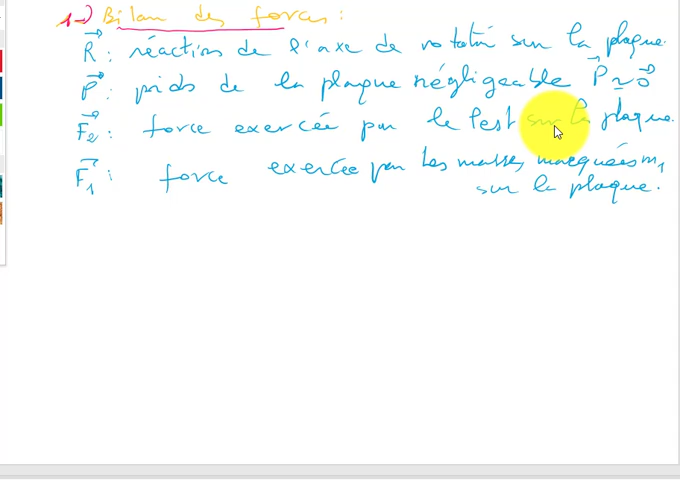 1-) Bilan des forces :
R⃗ : réaction de l'axe de rotation sur la plaque.
P⃗ : poids de la plaque négligeable P⃗ ≃ 0⃗
F⃗₂ : force exercée par le lest sur la plaque.
F⃗₁ : force exercée par les masses marquées m₁
sur la plaque.